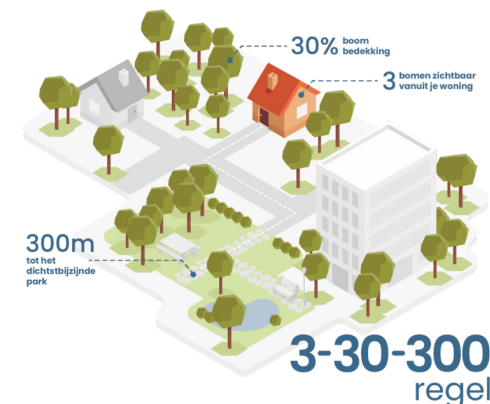 30% boom
bedekking
3 bomen zichtbaar
vanuit je woning
300m
tot het
dichtstbijzijnde
park
3-30-300
regel